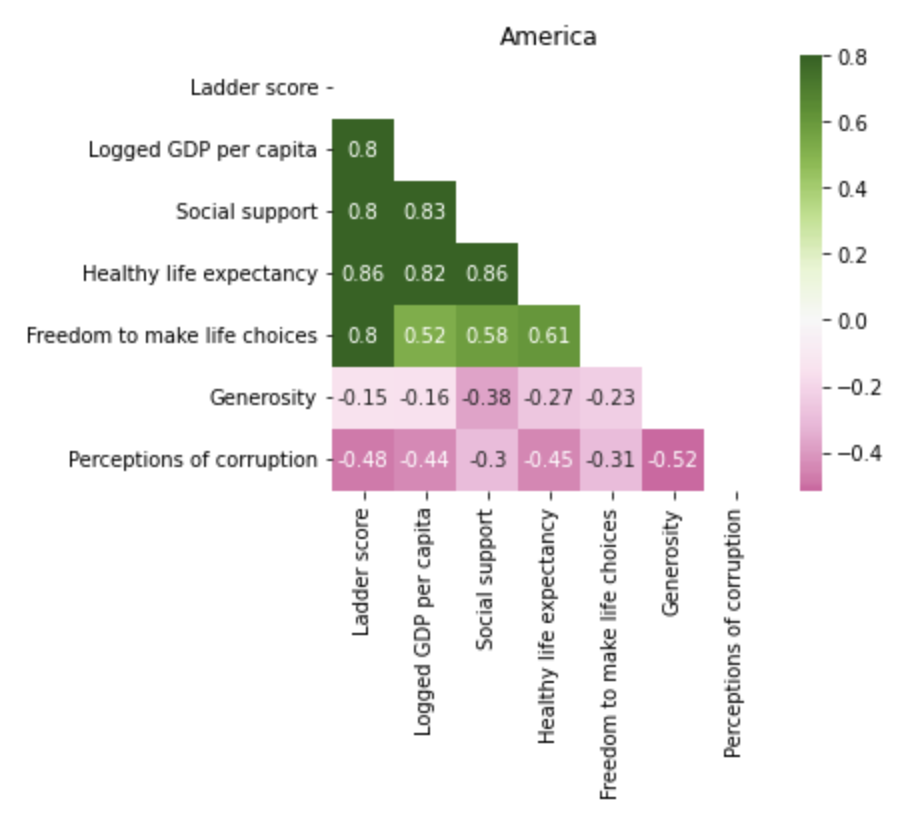 America
Ladder score
Logged GDP per capita 0.8
Social support 0.8 0.83
Healthy life expectancy 0.86 0.82 0.86
Freedom to make life choices 0.8 0.52 0.58 0.61
Generosity -0.15 -0.16 -0.38 -0.27 -0.23
Perceptions of corruption -0.48 -0.44 -0.3 -0.45 -0.31 -0.52
Ladder score
Logged GDP per capita
Social support
Healthy life expectancy
Freedom to make life choices
Generosity
Perceptions of corruption
0.8
0.6
0.4
0.2
0.0
−0.2
−0.4